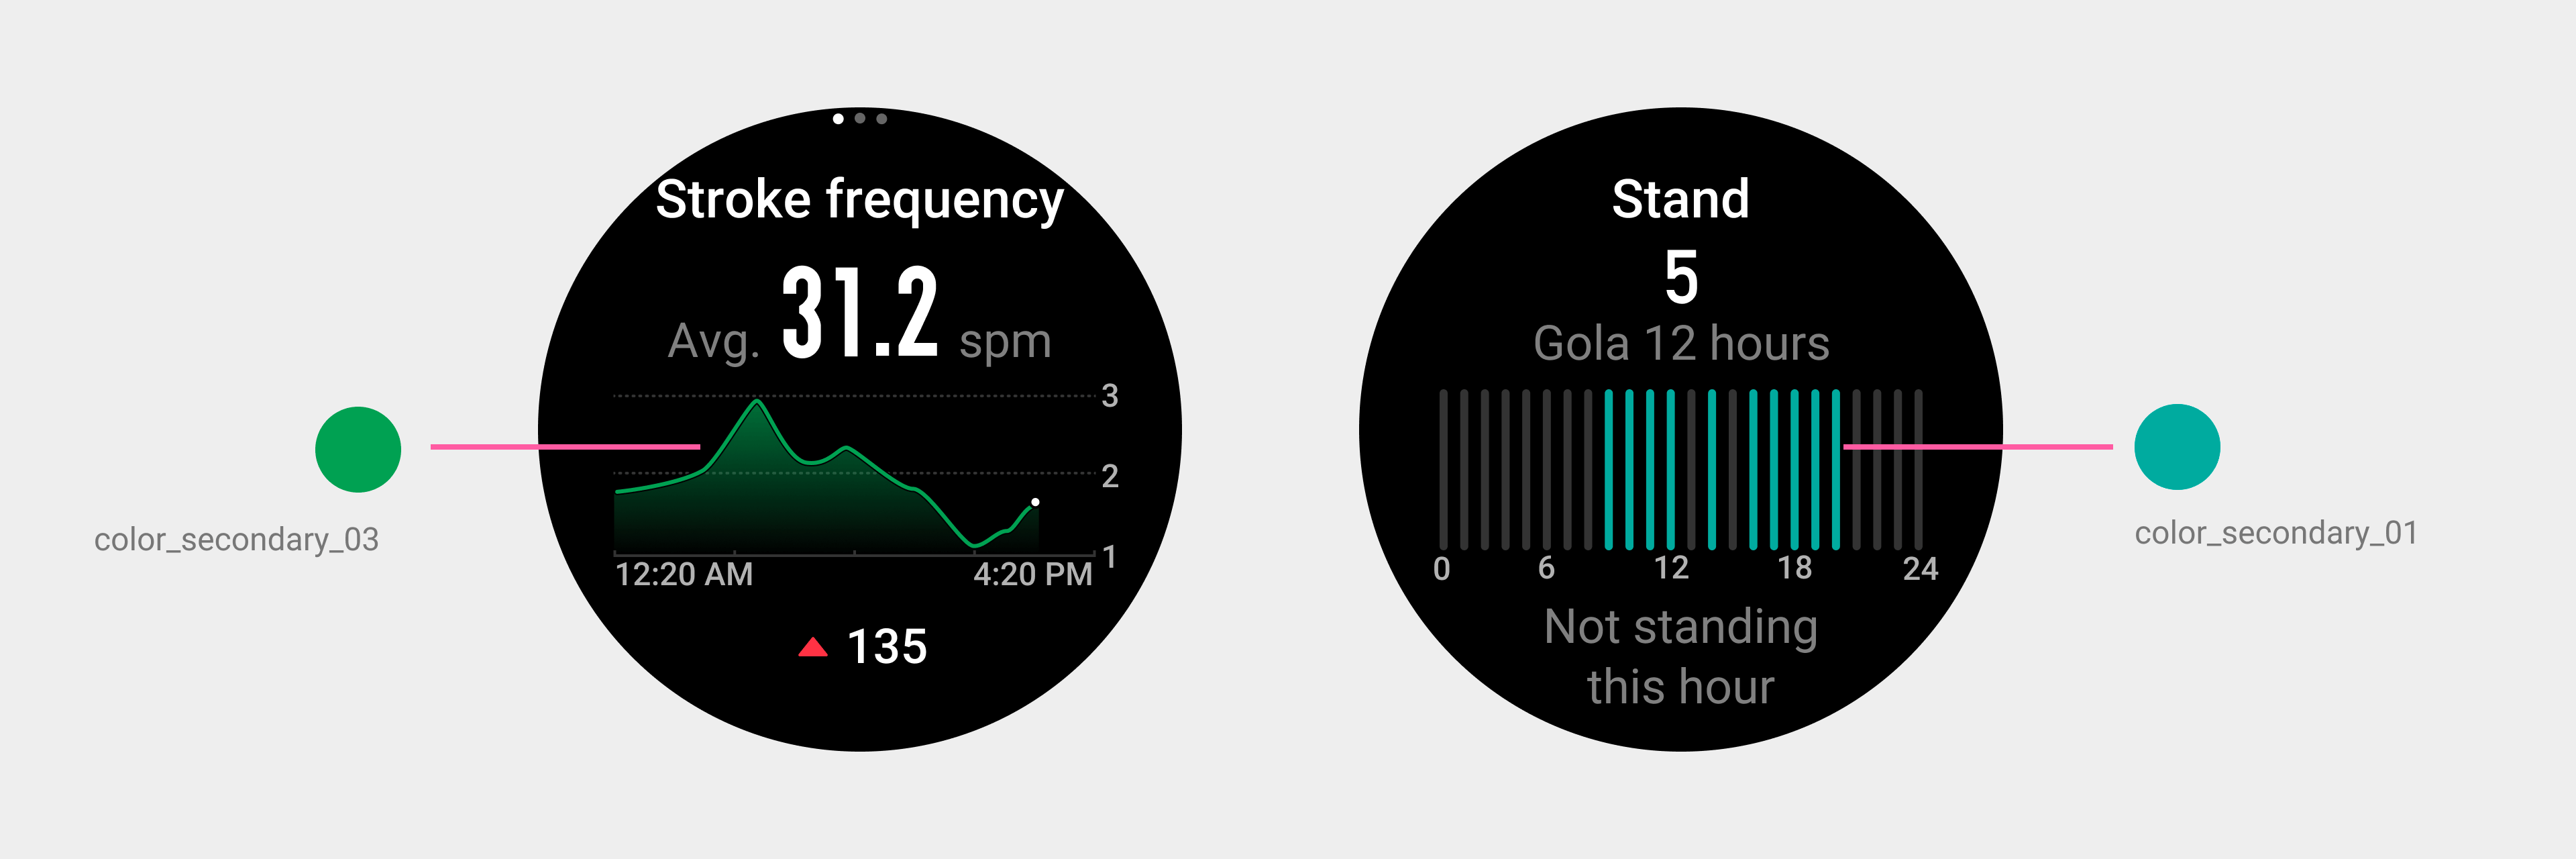 Stroke frequency
Avg. 31.2 spm
3
2
1
12:20 AM 4:20 PM
135
color_secondary_03
Stand
5
Gola 12 hours
0 6 12 18 24
Not standing
this hour
color_secondary_01